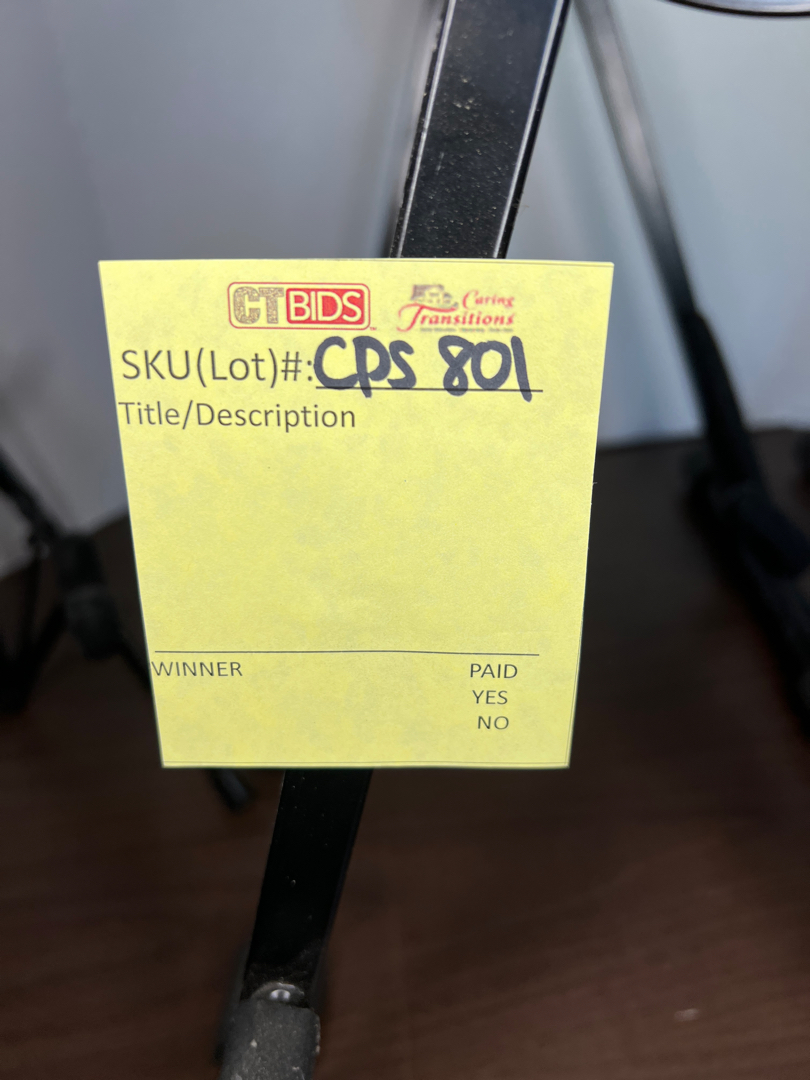 CTBIDS
Caring
Transitions
SKU(Lot)#:CPS 801
Title/Description
WINNER
PAID
YES
NO